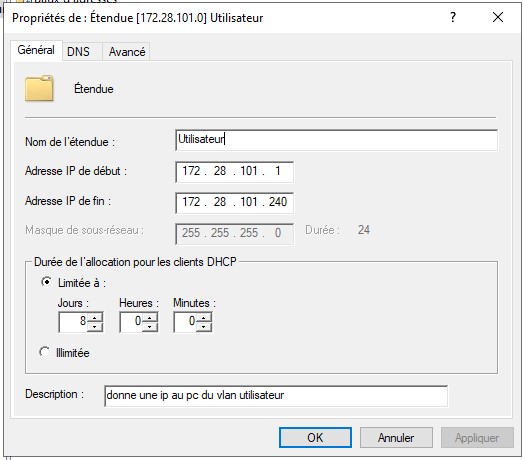 Propriétés de : Étendue [172.28.101.0] Utilisateur ? ×
Général DNS Avancé
Étendue
Nom de l'étendue : Utilisateur
Adresse IP de début : 172 . 28 . 101 . 1
Adresse IP de fin : 172 . 28 . 101 . 240
Masque de sous-réseau : 255 . 255 . 255 . 0 Durée : 24
Durée de l'allocation pour les clients DHCP
Limitée à :
Jours : Heures : Minutes :
8 0 0
Illimitée
Description : donne une ip au pc du vlan utilisateur
OK Annuler Appliquer